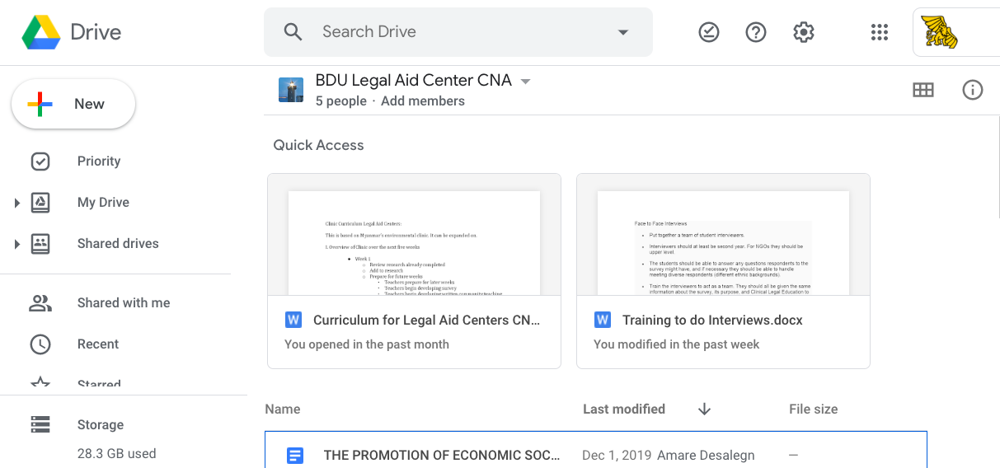 Drive
Search Drive
New
Priority
My Drive
Shared drives
Shared with me
Recent
Starred
Storage
28.3 GB used
BDU Legal Aid Center CNA
5 people · Add members
Quick Access
Clinic Curriculum Legal Aid Centers:
This is based on Myanmar's environmental clinic. It can be expanded on.
I. Overview of Clinic over the next five weeks
Week 1
Review research already completed
Add to research
Prepare for future weeks
Teachers prepare for later weeks
Teachers begin developing survey
Teachers begin developing written community teaching
W Curriculum for Legal Aid Centers CN...
You opened in the past month
Face to Face Interviews
Put together a team of student interviewers.
Interviewers should at least be second year. For NGOs they should be
upper level.
The students should be able to answer any questions respondents to the
survey might have, and if necessary they should be able to handle
meeting diverse respondents (different ethnic backgrounds).
Train the interviewers to act as a team. They should all be given the same
information about the survey, its purpose, and Clinical Legal Education to
W Training to do Interviews.docx
You modified in the past week
Name Last modified File size
THE PROMOTION OF ECONOMIC SOC... Dec 1, 2019 Amare Desalegn —